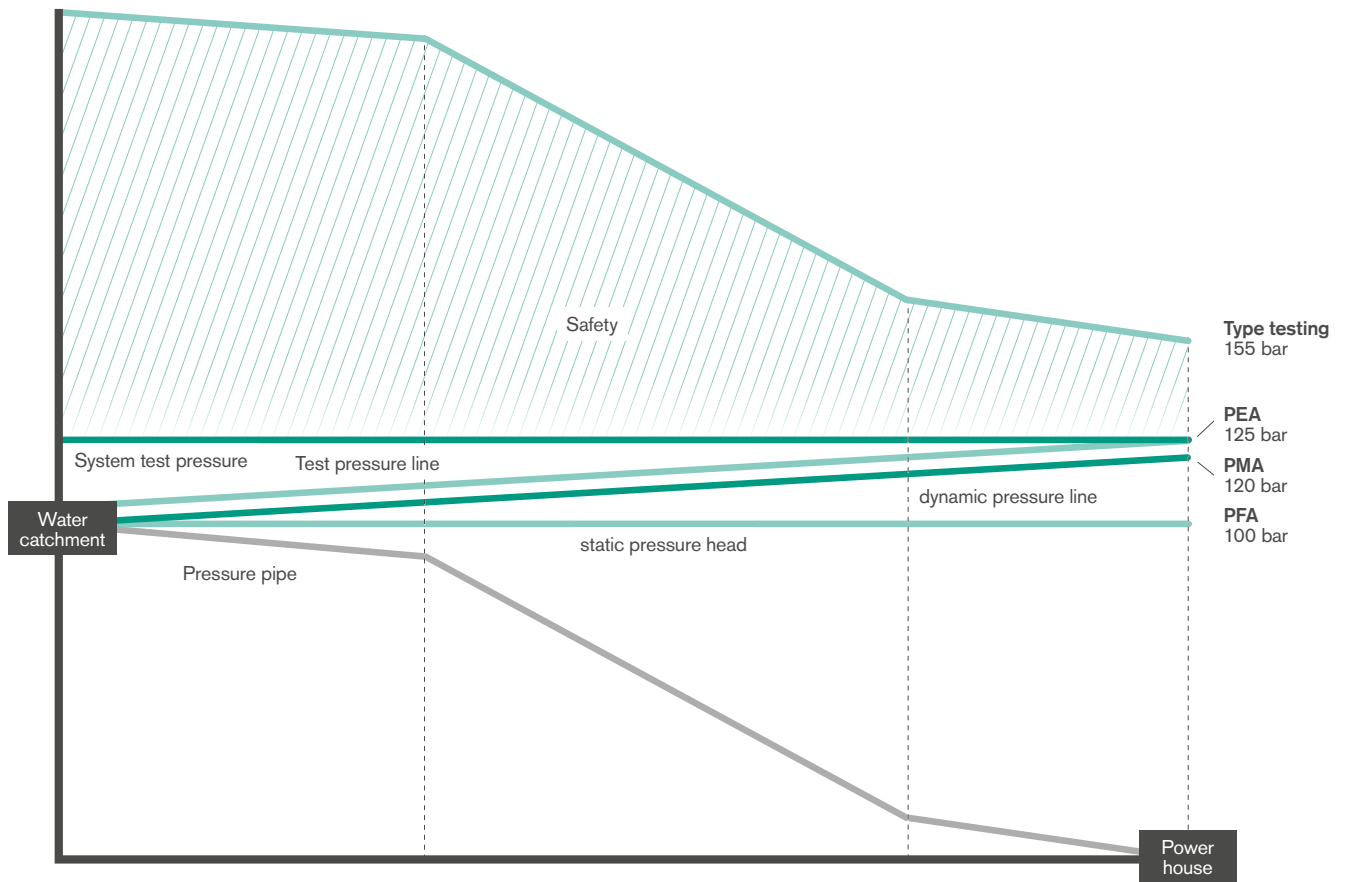 Safety
Type testing
155 bar
PEA
125 bar
System test pressure
Test pressure line
PMA
120 bar
dynamic pressure line
Water
catchment
PFA
100 bar
static pressure head
Pressure pipe
Power
house